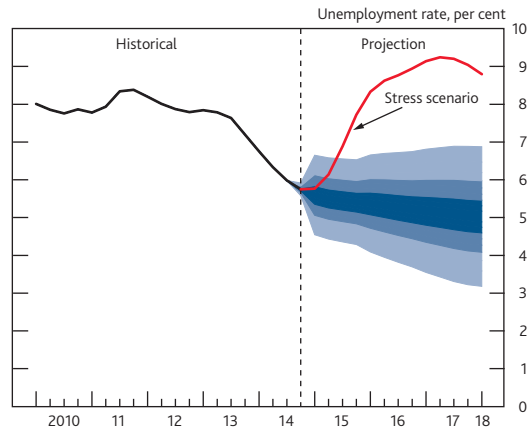 Unemployment rate, per cent
Historical
Projection
Stress scenario
10
9
8
7
6
5
4
3
2
1
0
2010 11 12 13 14 15 16 17 18